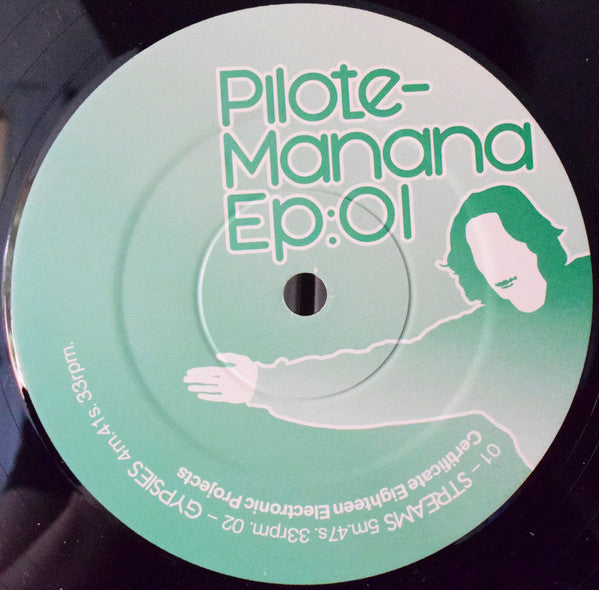 Pilote-
Manana
Ep:01
01 - STREAMS 5m.47s. 33rpm. 02 - GYPSIES 4m.41s. 33rpm.
Certificate Eighteen Electronic Projects